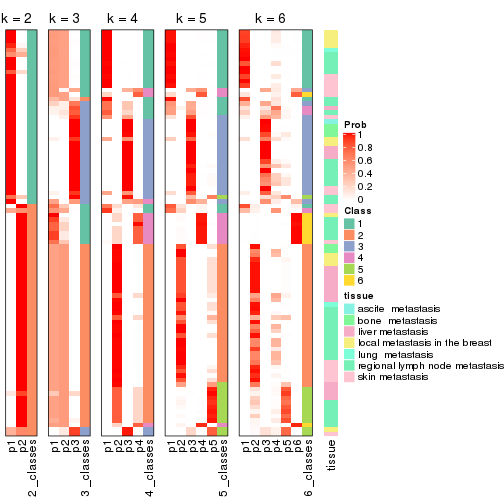 k = 2 k = 3 k = 4 k = 5 k = 6
Prob
1
0.8
0.6
0.4
0.2
0
Class
1
2
3
4
5
6
tissue
ascite metastasis
bone metastasis
liver metastasis
local metastasis in the breast
lung metastasis
regional lymph node metastasis
skin metastasis
p1 p2 2_classes p1 p2 p3 3_classes p1 p2 p3 p4 4_classes p1 p2 p3 p4 p5 5_classes p1 p2 p3 p4 p5 p6 6_classes tissue